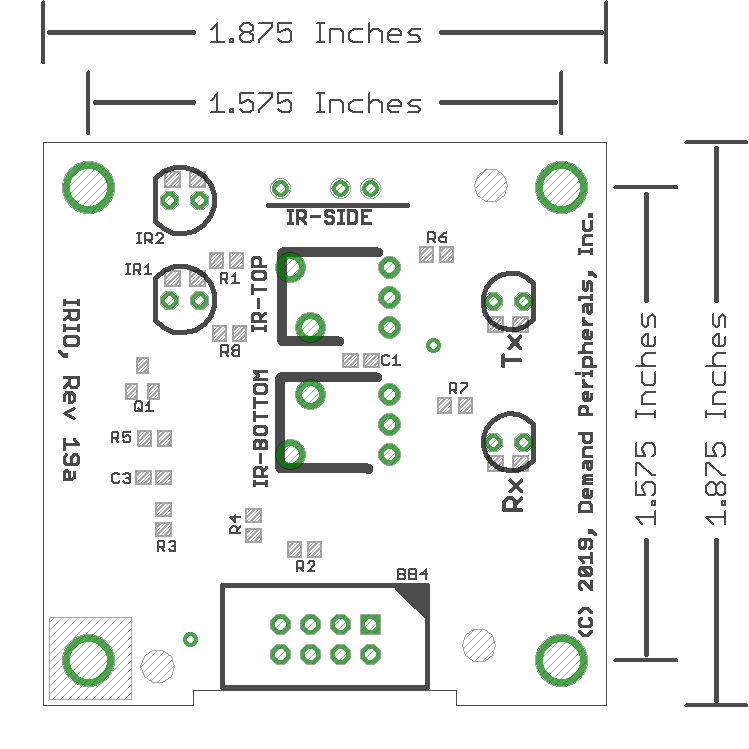 1.875 Inches
1.575 Inches
IR-SIDE
IR2
R6
IR1
R1
IR-TOP
(C) 2019, Demand Peripherals, Inc.
IRIO, Rev 19a
R8
Tx
C1
1.575 Inches
1.875 Inches
Q1
IR-BOTTOM
R7
R5
C3
Rx
R4
R3
R2
BB4